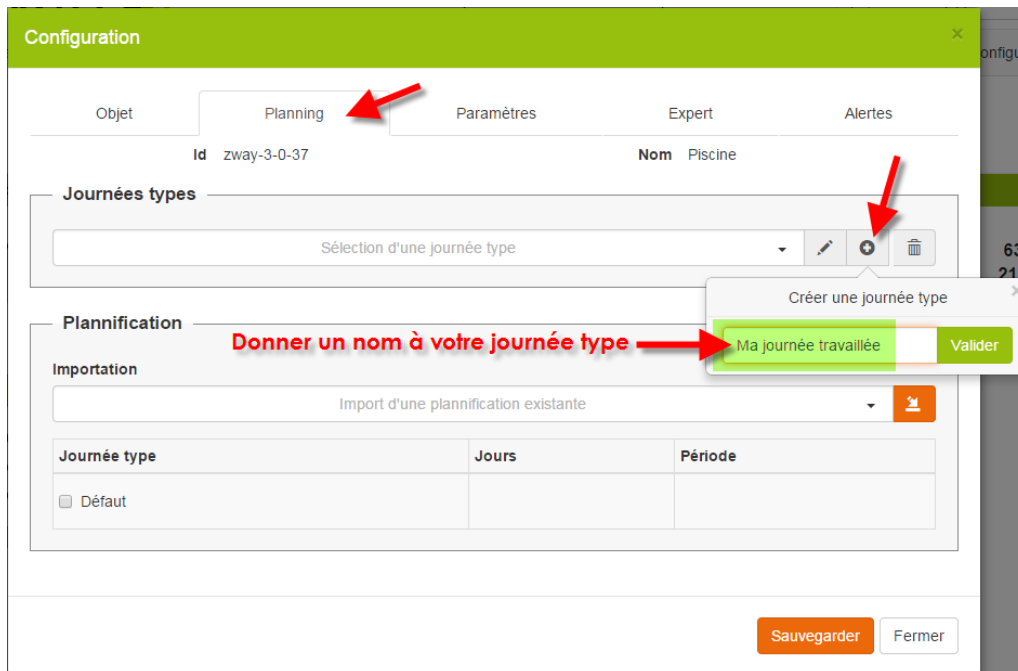 Configuration
×
onfigu
Objet Planning Paramètres Expert Alertes
Id zway-3-0-37 Nom Piscine
Journées types
Sélection d'une journée type
63
21
Créer une journée type
×
Ma journée travaillée Valider
Plannification
Donner un nom à votre journée type
Importation
Import d'une plannification existante
Journée type Jours Période
Défaut
Sauvegarder Fermer